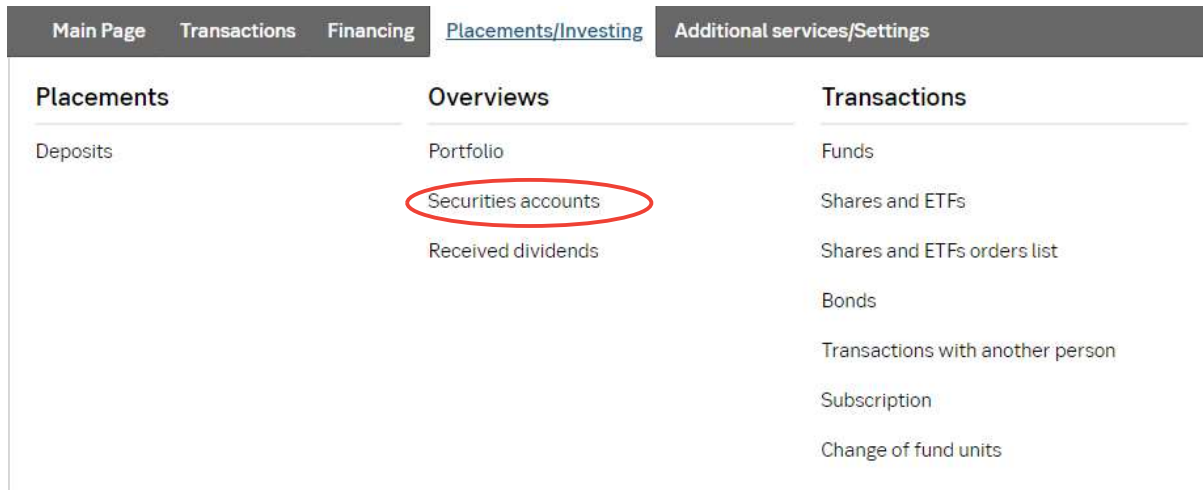 Main Page Transactions Financing Placements/Investing Additional services/Settings
Placements
Deposits
Overviews
Portfolio
Securities accounts
Received dividends
Transactions
Funds
Shares and ETFs
Shares and ETFs orders list
Bonds
Transactions with another person
Subscription
Change of fund units